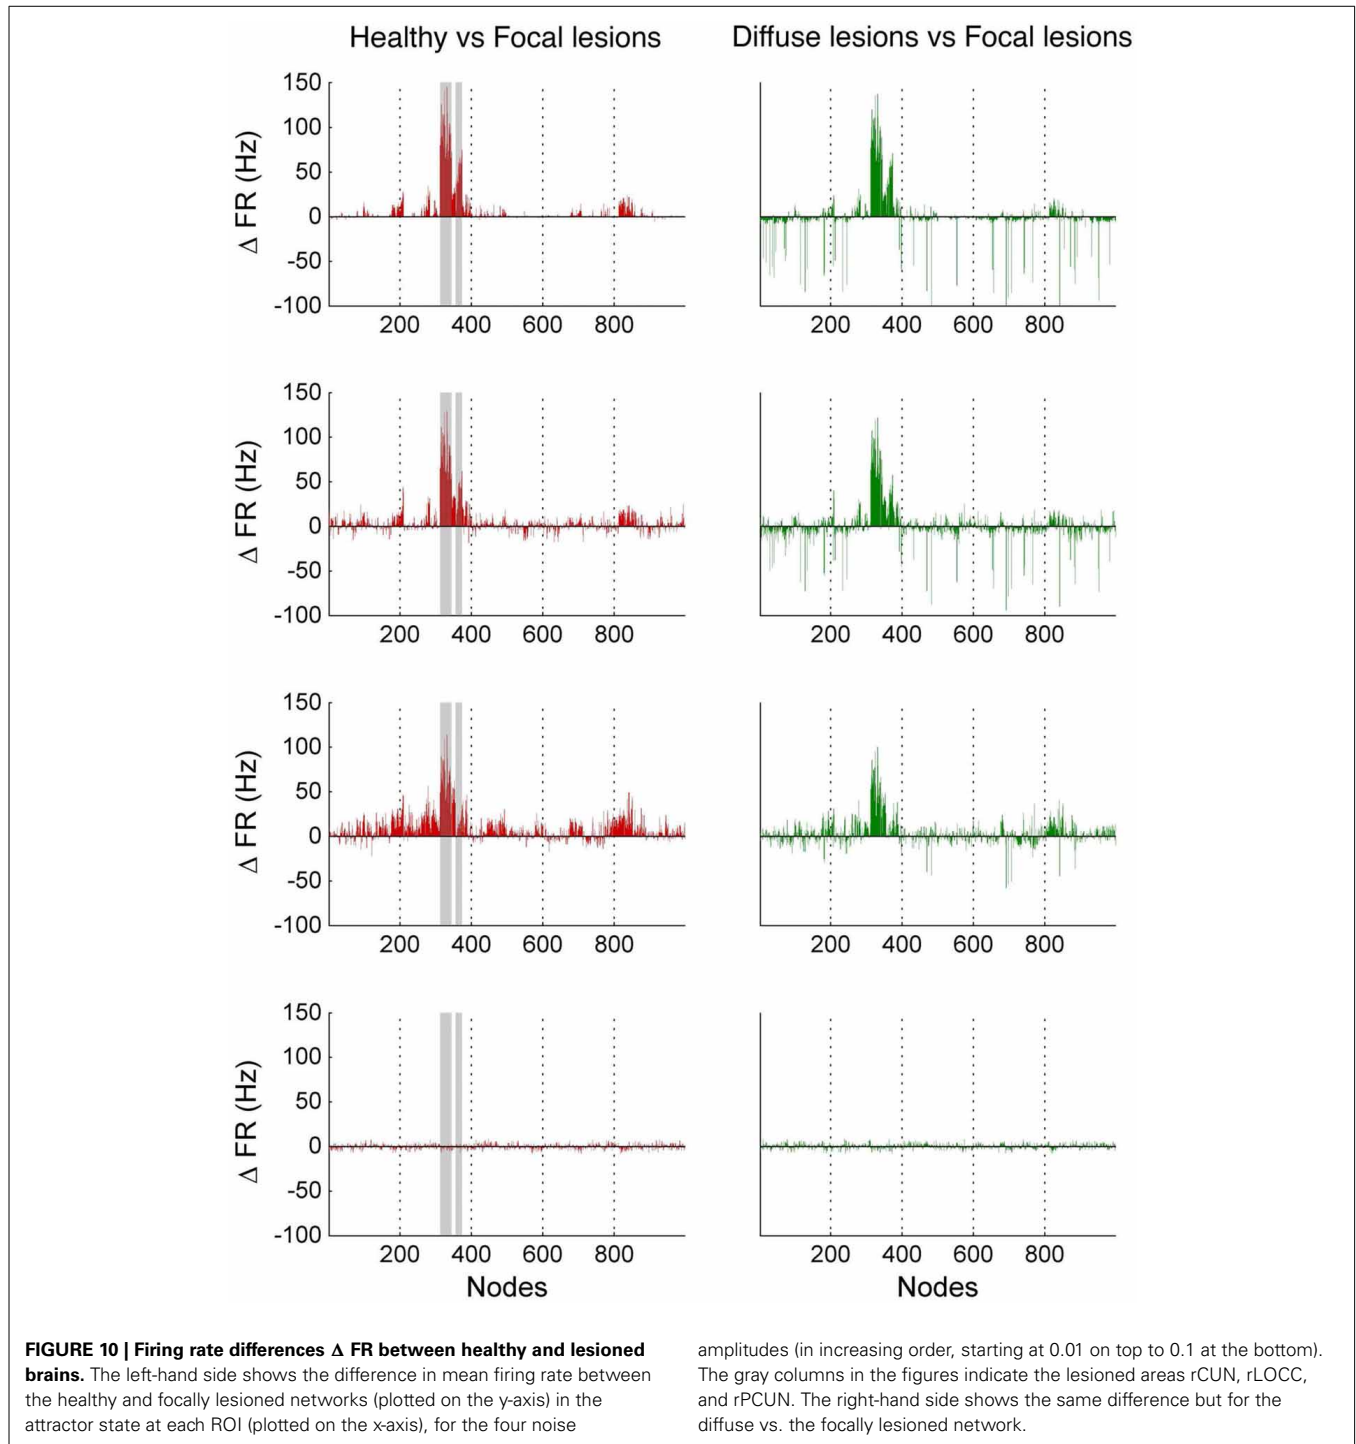 Healthy vs Focal lesions
Diffuse lesions vs Focal lesions
150
100
50
0
-50
-100
Δ FR (Hz)
200 400 600 800
200 400 600 800
150
100
50
0
-50
-100
Δ FR (Hz)
200 400 600 800
200 400 600 800
150
100
50
0
-50
-100
Δ FR (Hz)
200 400 600 800
200 400 600 800
150
100
50
0
-50
-100
Δ FR (Hz)
200 400 600 800
200 400 600 800
Nodes
Nodes
FIGURE 10 | Firing rate differences Δ FR between healthy and lesioned
brains. The left-hand side shows the difference in mean firing rate between
the healthy and focally lesioned networks (plotted on the y-axis) in the
attractor state at each ROI (plotted on the x-axis), for the four noise
amplitudes (in increasing order, starting at 0.01 on top to 0.1 at the bottom).
The gray columns in the figures indicate the lesioned areas rCUN, rLOCC,
and rPCUN. The right-hand side shows the same difference but for the
diffuse vs. the focally lesioned network.